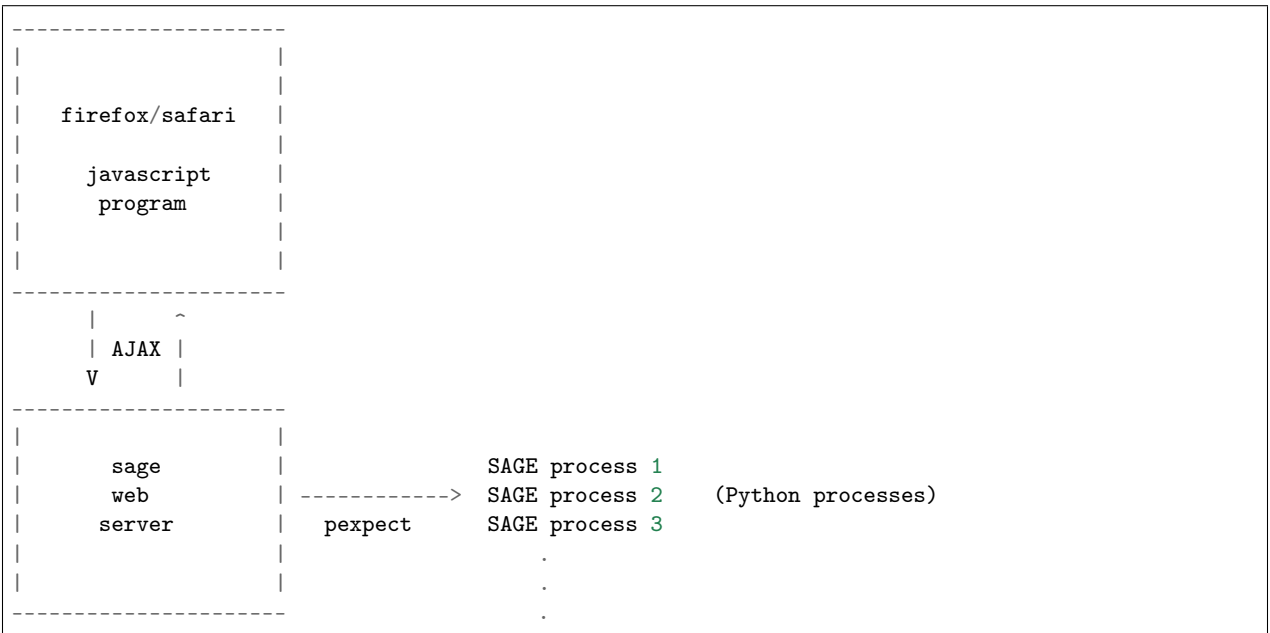 ----------------------
|                    |
|                    |
|   firefox/safari   |
|                    |
|     javascript     |
|      program       |
|                    |
|                    |
----------------------
      |      ^
      | AJAX |
      V      |
----------------------
|                    |
|       sage         |                SAGE process 1
|       web          | ------------>  SAGE process 2    (Python processes)
|      server        |   pexpect      SAGE process 3
|                    |                    .
|                    |                    .
----------------------                    .